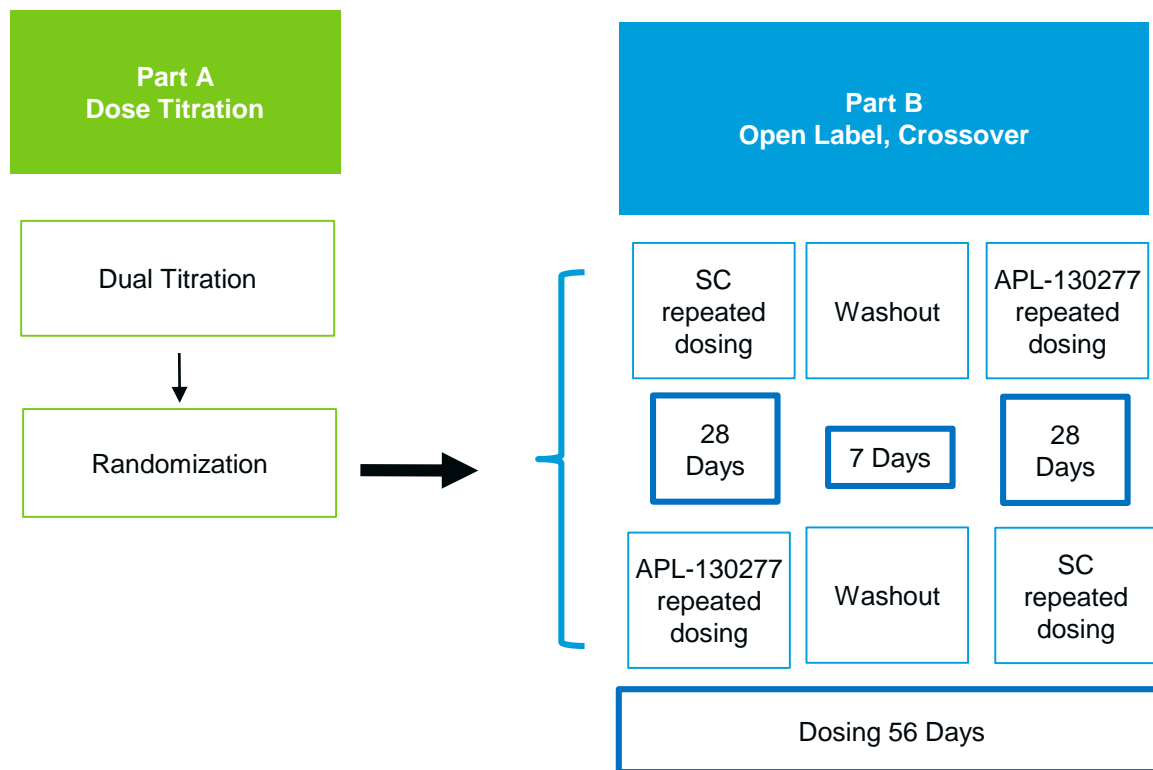 Part A
Dose Titration
Dual Titration
Randomization
Part B
Open Label, Crossover
SC
repeated
dosing
Washout
APL-130277
repeated
dosing
28
Days
7 Days
28
Days
APL-130277
repeated
dosing
Washout
SC
repeated
dosing
Dosing 56 Days